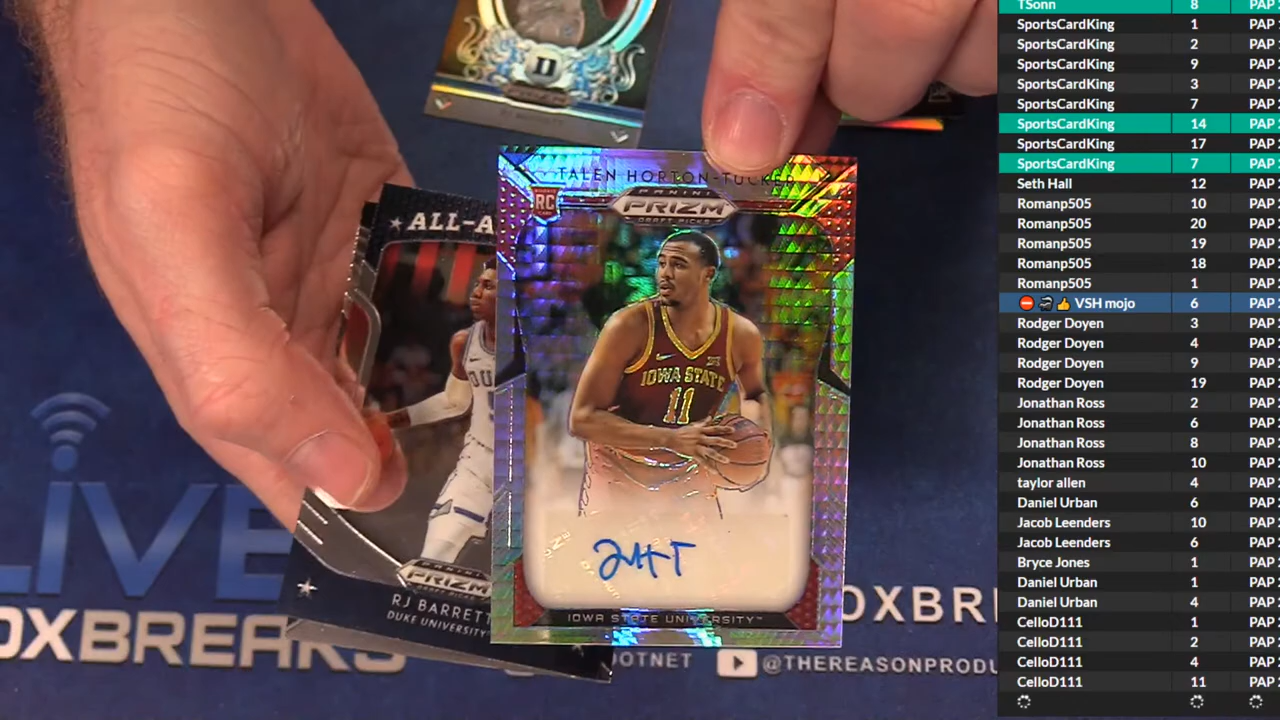 TALEN HORTON-TUCKER
RC
PANINI
PRIZM
DRAFT PICKS
IOWA STATE
11
IOWA STATE UNIVERSITY™
ALL-A
PRIZM
RJ BARRETT
DUKE UNIVERSITY
LIVE
OXBREAKS
OXBR
DOTNET
@THEREASONPRODU
TSonn 8 PAP
SportsCardKing 1 PAP
SportsCardKing 2 PAP
SportsCardKing 9 PAP
SportsCardKing 3 PAP
SportsCardKing 7 PAP
SportsCardKing 14 PAP
SportsCardKing 17 PAP
SportsCardKing 7 PAP
Seth Hall 12 PAP
Romanp505 10 PAP
Romanp505 20 PAP
Romanp505 19 PAP
Romanp505 18 PAP
Romanp505 1 PAP
VSH mojo 6 PAP
Rodger Doyen 3 PAP
Rodger Doyen 4 PAP
Rodger Doyen 9 PAP
Rodger Doyen 19 PAP
Jonathan Ross 2 PAP
Jonathan Ross 6 PAP
Jonathan Ross 8 PAP
Jonathan Ross 10 PAP
taylor allen 4 PAP
Daniel Urban 6 PAP
Jacob Leenders 10 PAP
Jacob Leenders 6 PAP
Bryce Jones 1 PAP
Daniel Urban 1 PAP
Daniel Urban 4 PAP
CelloD111 1 PAP
CelloD111 2 PAP
CelloD111 4 PAP
CelloD111 11 PAP